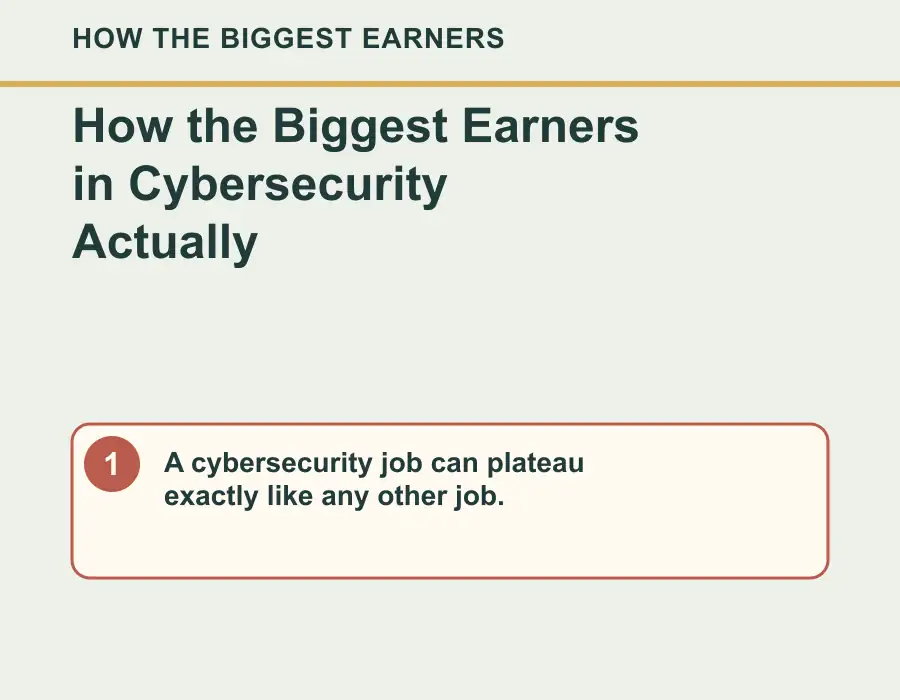 HOW THE BIGGEST EARNERS
How the Biggest Earners
in Cybersecurity
Actually
1
A cybersecurity job can plateau
exactly like any other job.